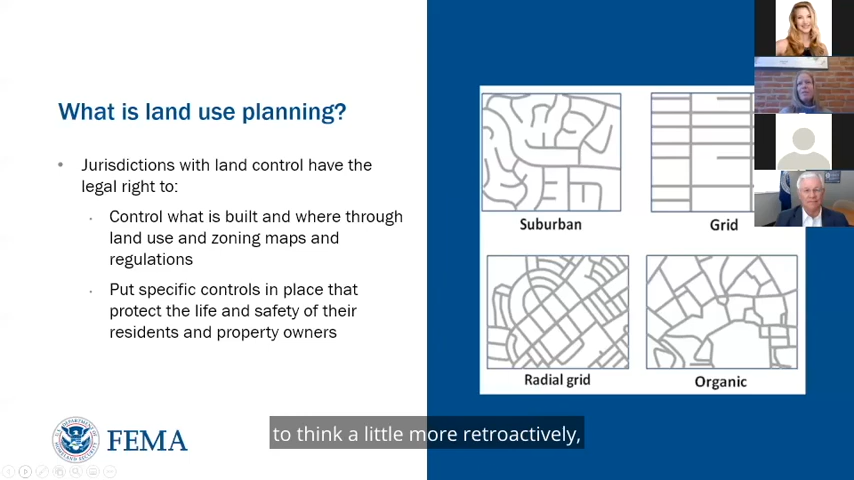 What is land use planning?
• Jurisdictions with land control have the
legal right to:
Control what is built and where through
land use and zoning maps and
regulations
Put specific controls in place that
protect the life and safety of their
residents and property owners
Suburban
Grid
Radial grid
Organic
FEMA
to think a little more retroactively,